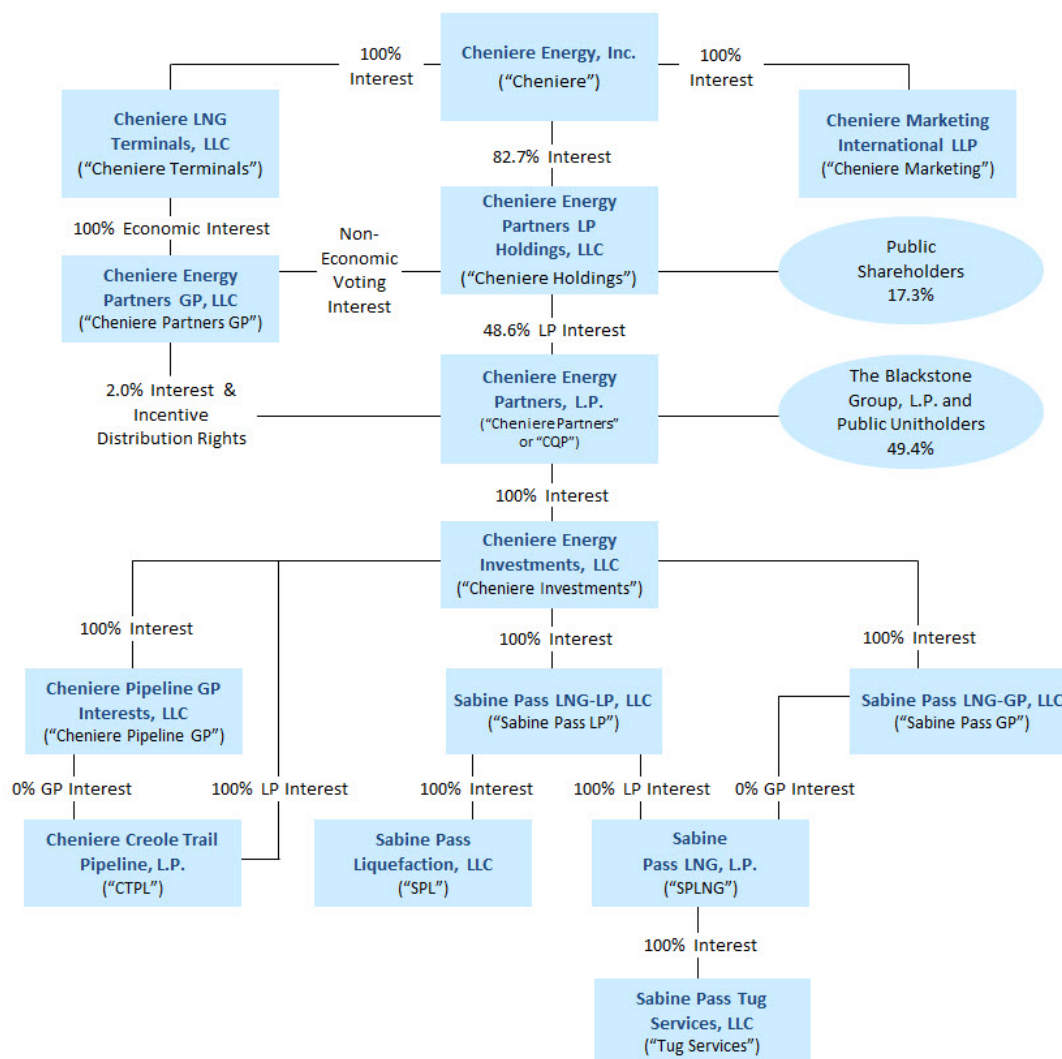 Cheniere Energy, Inc.
(“Cheniere”)
100%
Interest
100%
Interest
Cheniere LNG
Terminals, LLC
(“Cheniere Terminals”)
Cheniere Marketing
International LLP
(“Cheniere Marketing”)
82.7% Interest
Cheniere Energy
Partners LP
Holdings, LLC
(“Cheniere Holdings”)
100% Economic Interest
Non-
Economic
Voting
Interest
Public
Shareholders
17.3%
Cheniere Energy
Partners GP, LLC
(“Cheniere Partners GP”)
48.6% LP Interest
2.0% Interest &
Incentive
Distribution Rights
Cheniere Energy
Partners, L.P.
(“Cheniere Partners”
or “CQP”)
The Blackstone
Group, L.P. and
Public Unitholders
49.4%
100% Interest
Cheniere Energy
Investments, LLC
(“Cheniere Investments”)
100% Interest
100% Interest
100% Interest
Cheniere Pipeline GP
Interests, LLC
(“Cheniere Pipeline GP”)
Sabine Pass LNG-LP, LLC
(“Sabine Pass LP”)
Sabine Pass LNG-GP, LLC
(“Sabine Pass GP”)
0% GP Interest
100% LP Interest
100% Interest
100% LP Interest
0% GP Interest
Cheniere Creole Trail
Pipeline, L.P.
(“CTPL”)
Sabine Pass
Liquefaction, LLC
(“SPL”)
Sabine
Pass LNG, L.P.
(“SPLNG”)
100% Interest
Sabine Pass Tug
Services, LLC
(“Tug Services”)